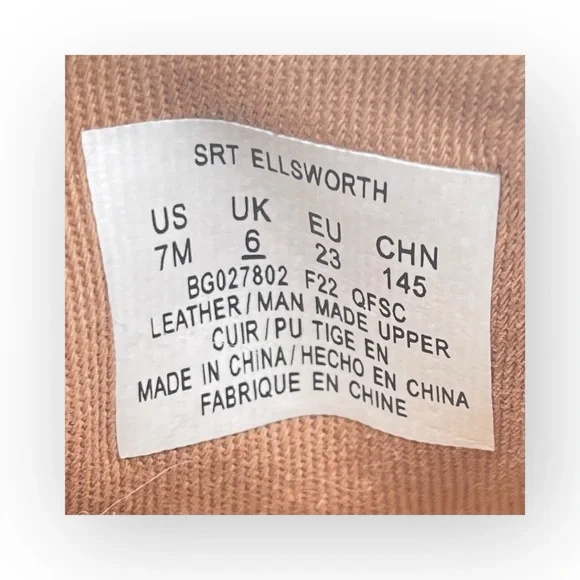 SRT ELLSWORTH
US UK EU CHN
7M 6 23 145
BG027802 F22 QFSC
LEATHER/MAN MADE UPPER
CUIR/PU TIGE EN
MADE IN CHINA/HECHO EN CHINA
FABRIQUE EN CHINE